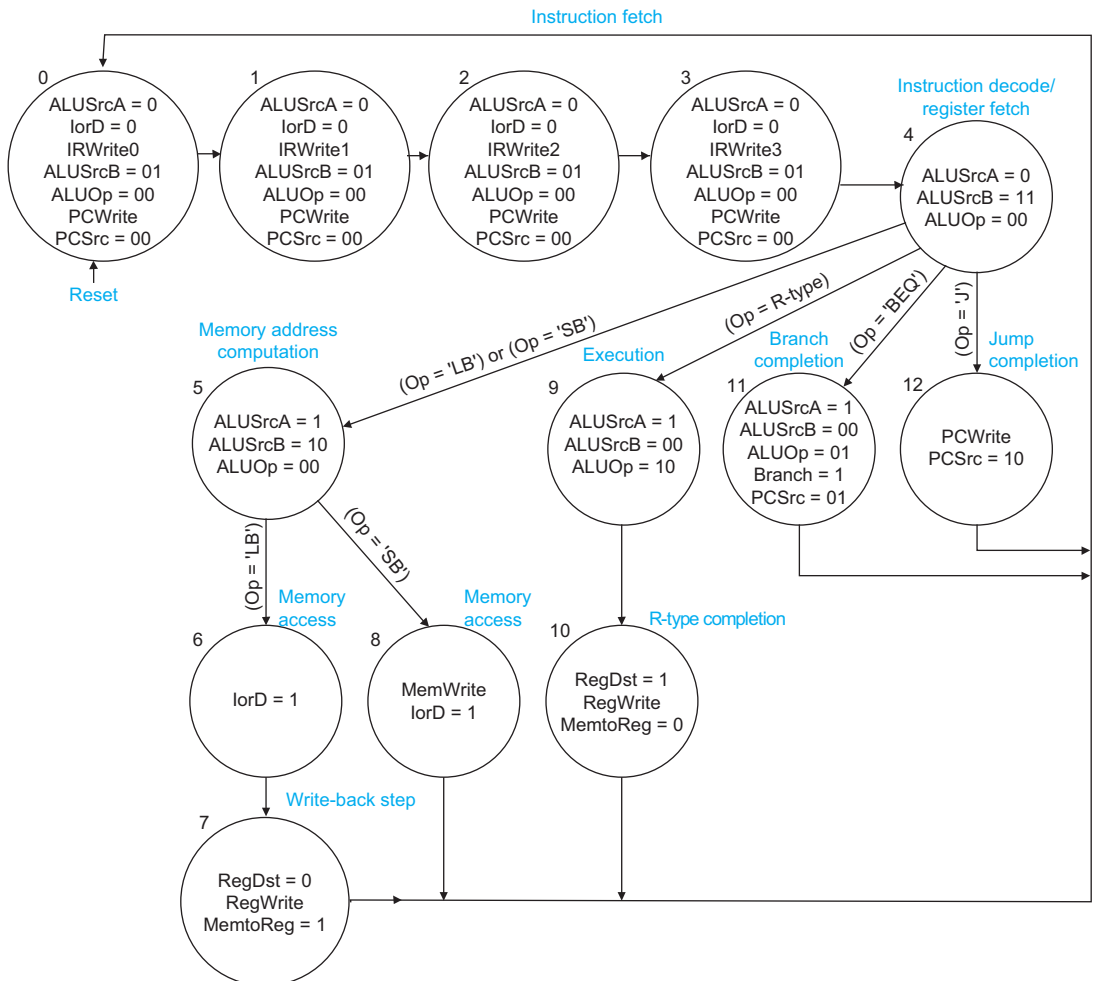 Instruction fetch
0
ALUSrcA = 0
IorD = 0
IRWrite0
ALUSrcB = 01
ALUOp = 00
PCWrite
PCSrc = 00
Reset
1
ALUSrcA = 0
IorD = 0
IRWrite1
ALUSrcB = 01
ALUOp = 00
PCWrite
PCSrc = 00
2
ALUSrcA = 0
IorD = 0
IRWrite2
ALUSrcB = 01
ALUOp = 00
PCWrite
PCSrc = 00
3
ALUSrcA = 0
IorD = 0
IRWrite3
ALUSrcB = 01
ALUOp = 00
PCWrite
PCSrc = 00
Instruction decode/
register fetch
4
ALUSrcA = 0
ALUSrcB = 11
ALUOp = 00
(Op = 'LB') or (Op = 'SB')
(Op = R-type)
(Op = 'BEQ')
(Op = 'J')
Memory address
computation
5
ALUSrcA = 1
ALUSrcB = 10
ALUOp = 00
Execution
9
ALUSrcA = 1
ALUSrcB = 00
ALUOp = 10
Branch
completion
11
ALUSrcA = 1
ALUSrcB = 00
ALUOp = 01
Branch = 1
PCSrc = 01
Jump
completion
12
PCWrite
PCSrc = 10
(Op = 'LB')
(Op = 'SB')
Memory
access
6
IorD = 1
Memory
access
8
MemWrite
IorD = 1
R-type completion
10
RegDst = 1
RegWrite
MemtoReg = 0
Write-back step
7
RegDst = 0
RegWrite
MemtoReg = 1